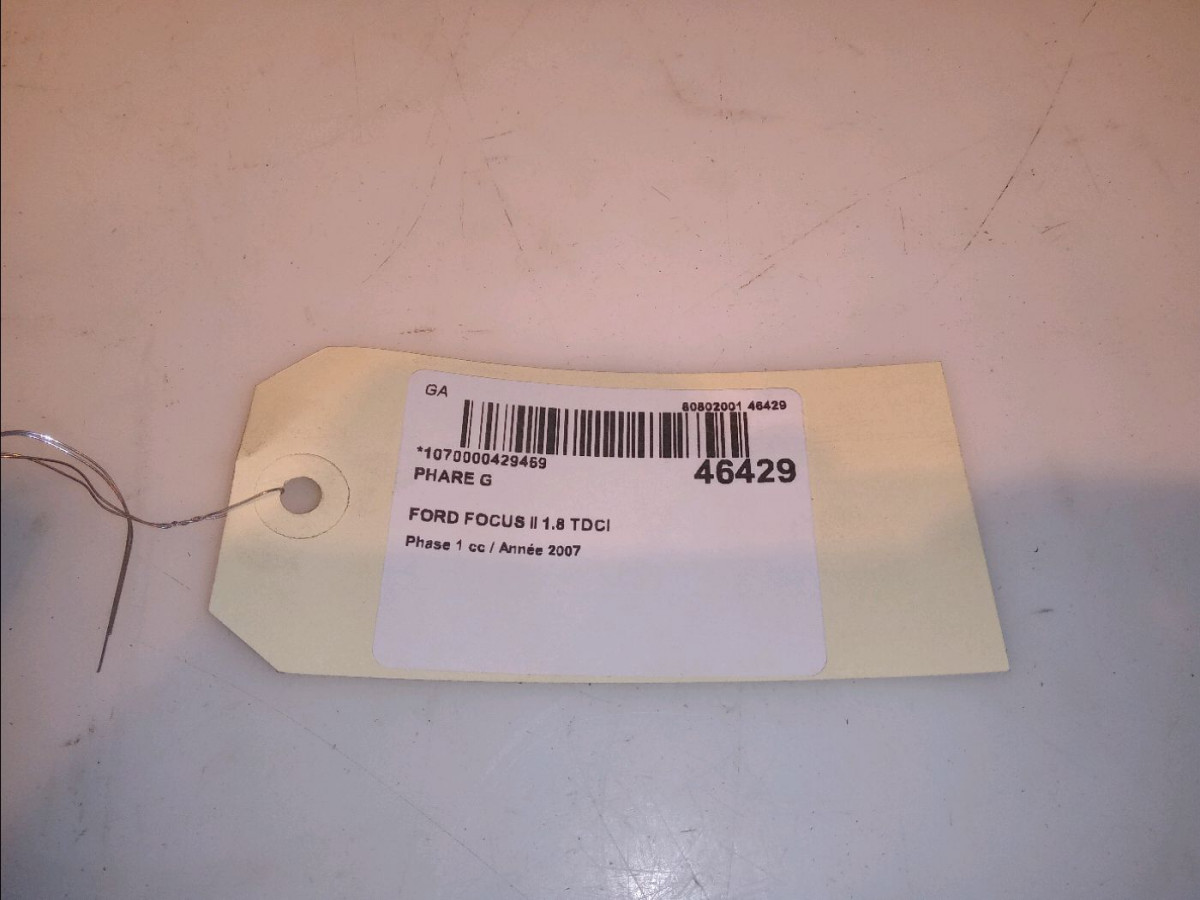 GA
80802001 46429
*1070000429469
46429
PHARE G
FORD FOCUS II 1.8 TDCI
Phase 1 cc / Année 2007